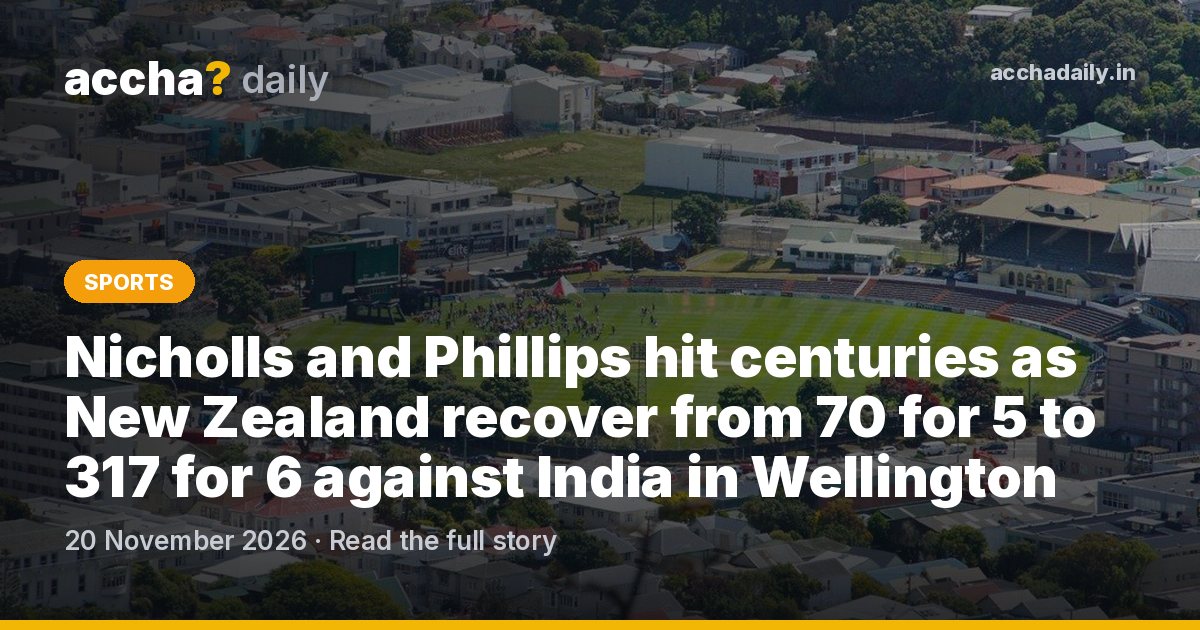 accha? daily
acchadaily.in
SPORTS
Nicholls and Phillips hit centuries as
New Zealand recover from 70 for 5 to
317 for 6 against India in Wellington
20 November 2026 · Read the full story